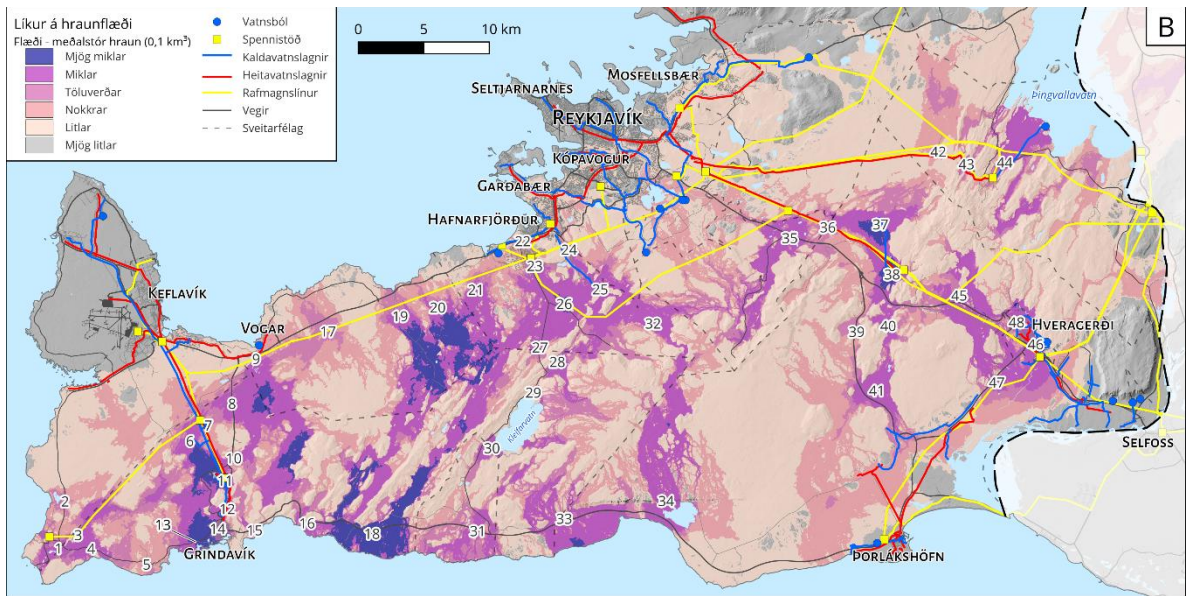 Líkur á hraunflæði
Flæði - meðalstór hraun (0,1 km³)
Mjög miklar
Miklar
Töluverðar
Nokkrar
Litlar
Mjög litlar
Vatnsból
Spennistöð
Kaldavatnslagnir
Heitavatnslagnir
Rafmagnslínur
Vegir
Sveitarfélag
0 5 10 km
B
Mosfellsbær
Seltjarnarnes
Reykjavík
Þingvallavatn
Kópavogur
Garðabær
Hafnarfjörður
Keflavík
Vogar
Hveragerði
Kleifarvatn
Selfoss
Grindavík
Þorlákshöfn
1
2
3
4
5
6
7
8
9
10
11
12
13
14
15
16
17
18
19
20
21
22
23
24
25
26
27
28
29
30
31
32
33
34
35
36
37
38
39
40
41
42
43
44
45
46
47
48